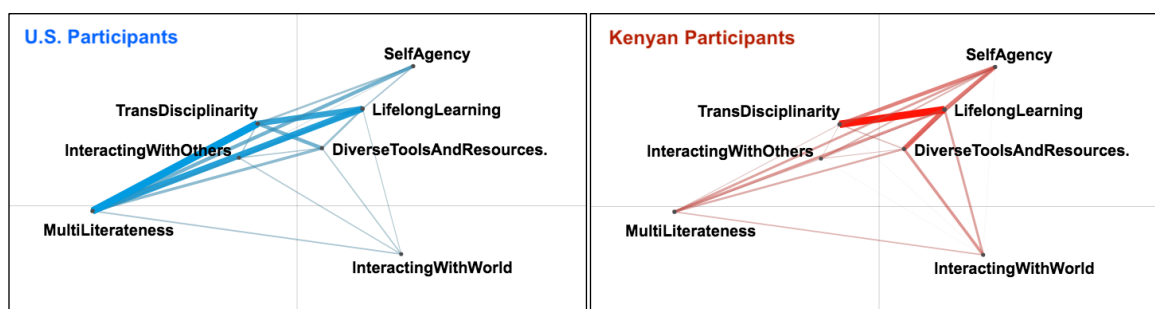 U.S. Participants
SelfAgency
TransDisciplinarity
LifelongLearning
InteractingWithOthers
DiverseToolsAndResources.
MultiLiterateness
InteractingWithWorld
Kenyan Participants
SelfAgency
TransDisciplinarity
LifelongLearning
InteractingWithOthers
DiverseToolsAndResources.
MultiLiterateness
InteractingWithWorld